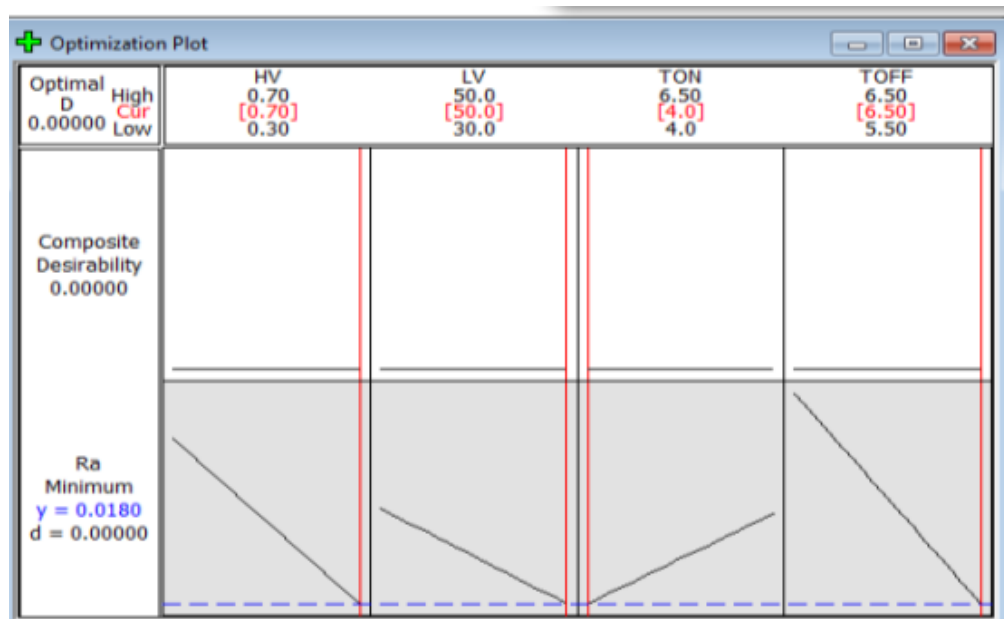 Optimization Plot
Optimal
D
0.00000
High
Cur
Low
HV
0.70
[0.70]
0.30
LV
50.0
[50.0]
30.0
TON
6.50
[4.0]
4.0
TOFF
6.50
[6.50]
5.50
Composite
Desirability
0.00000
Ra
Minimum
y = 0.0180
d = 0.00000